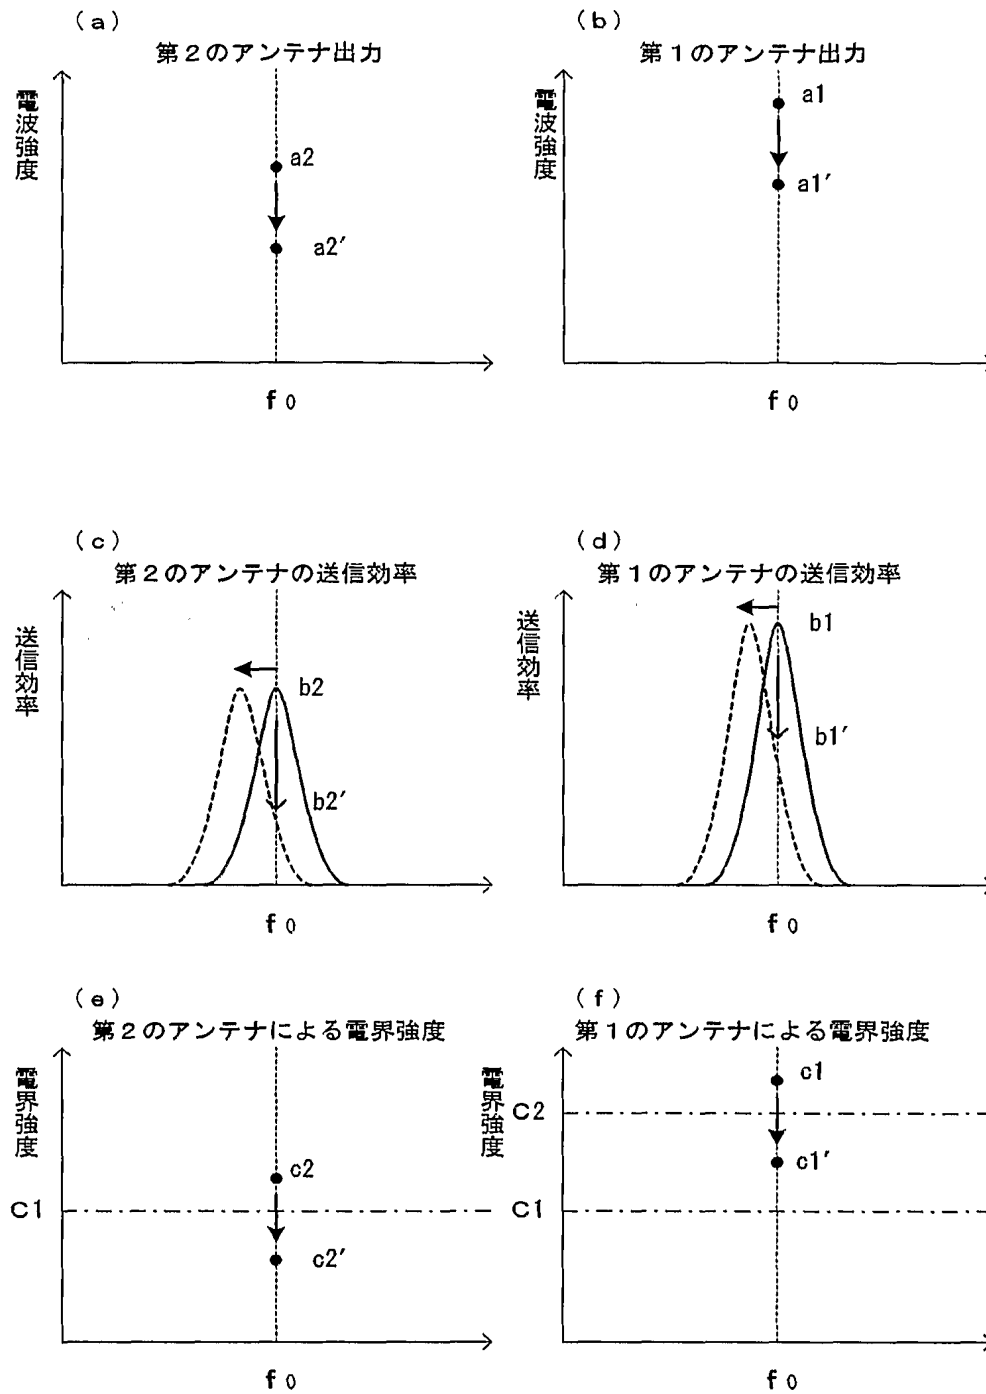 (a)
第2のアンテナ出力
電波強度
a2
a2′
f0
(b)
第1のアンテナ出力
電波強度
a1
a1′
f0
(c)
第2のアンテナの送信効率
送信効率
b2
b2′
f0
(d)
第1のアンテナの送信効率
送信効率
b1
b1′
f0
(e)
第2のアンテナによる電界強度
電界強度
c2
C1
c2′
f0
(f)
第1のアンテナによる電界強度
電界強度
c1
C2
c1′
C1
f0